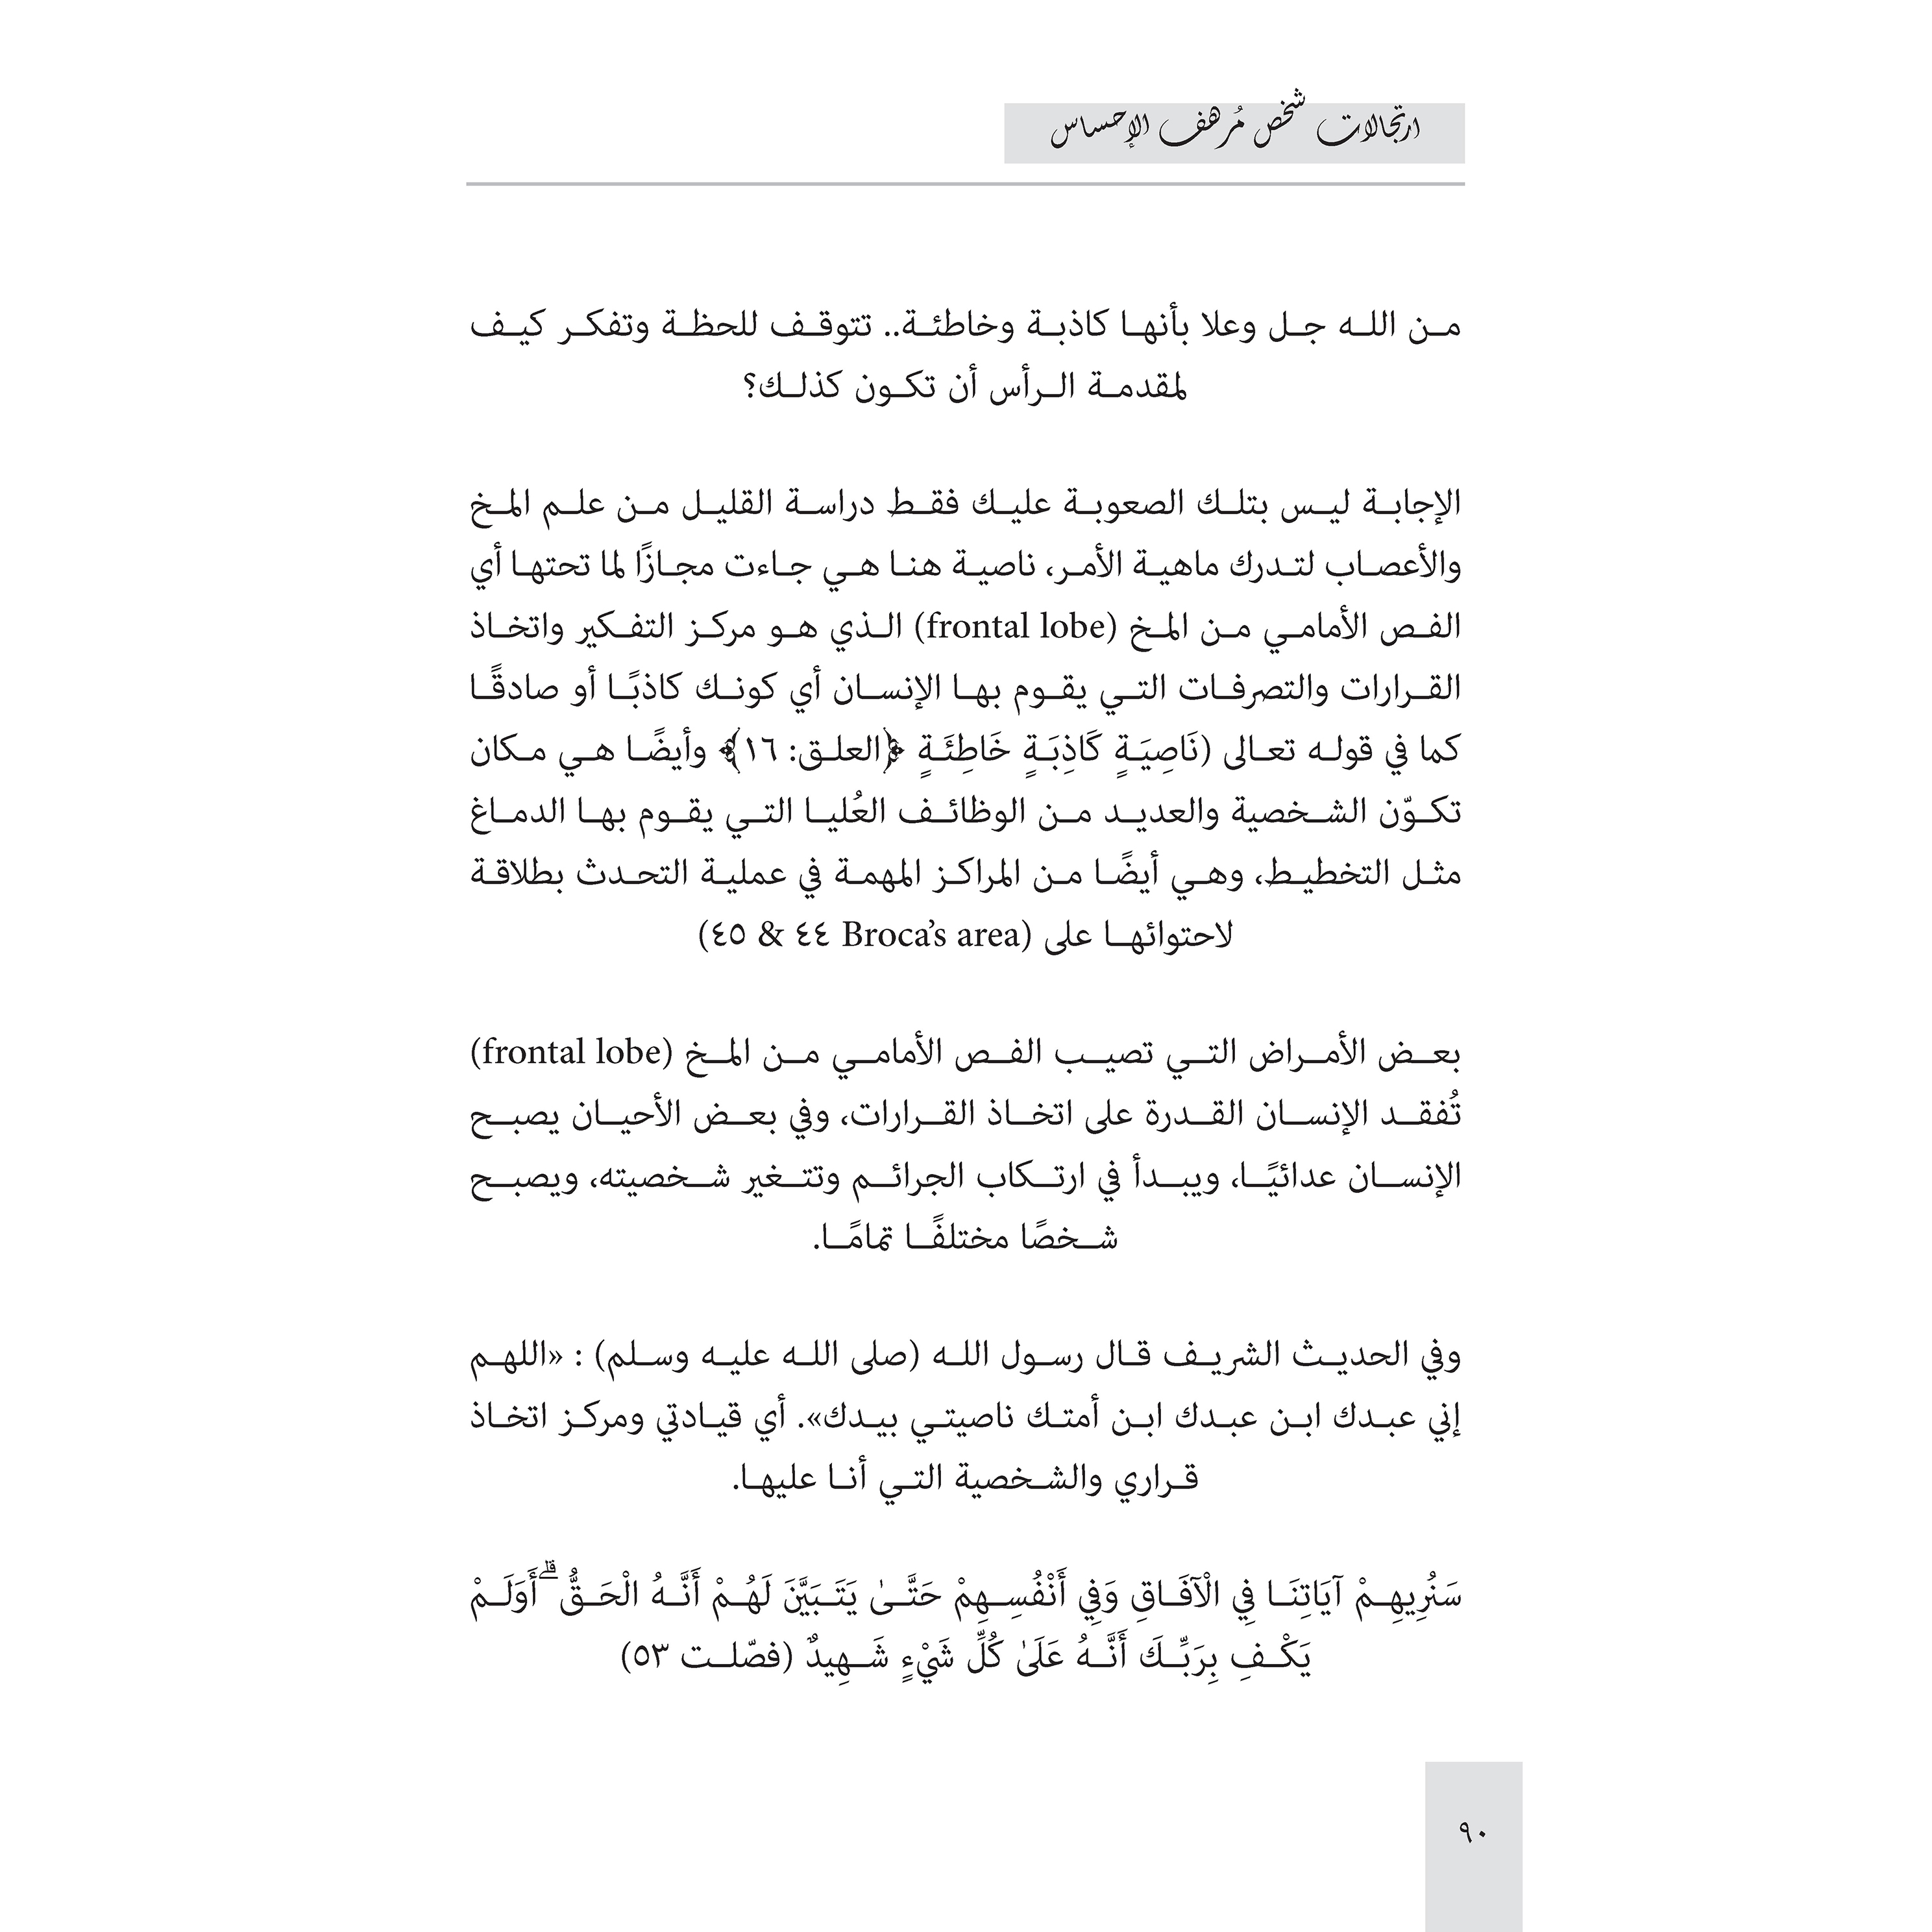 ارتجالات شخص مُرهف الإحساس
من الله جل وعلا بأنها كاذبة وخاطئة.. تتوقف للحظة وتفكر كيف
لمقدمة الرأس أن تكون كذلك؟
الإجابة ليس بتلك الصعوبة عليك فقط دراسة القليل من علم المخ
والأعصاب لتدرك ماهية الأمر، ناصية هنا هي جاءت مجازًا لما تحتها أي
الفص الأمامي من المخ (frontal lobe) الذي هو مركز التفكير واتخاذ
القرارات والتصرفات التي يقوم بها الإنسان أي كونك كاذبًا أو صادقًا
كما في قوله تعالى (نَاصِيَةٍ كَاذِبَةٍ خَاطِئَةٍ ﴿العلق: ١٦﴾ وأيضًا هي مكان
تكوّن الشخصية والعديد من الوظائف العُليا التي يقوم بها الدماغ
مثل التخطيط، وهي أيضًا من المراكز المهمة في عملية التحدث بطلاقة
لاحتوائها على (Broca’s area ٤٤ & ٤٥)
بعض الأمراض التي تصيب الفص الأمامي من المخ (frontal lobe)
تُفقد الإنسان القدرة على اتخاذ القرارات، وفي بعض الأحيان يصبح
الإنسان عدائيًا، ويبدأ في ارتكاب الجرائم وتتغير شخصيته، ويصبح
شخصًا مختلفًا تمامًا.
وفي الحديث الشريف قال رسول الله (صلى الله عليه وسلم) : «اللهم
إني عبدك ابن عبدك ابن أمتك ناصيتي بيدك». أي قيادتي ومركز اتخاذ
قراري والشخصية التي أنا عليها.
سَنُرِيهِمْ آيَاتِنَا فِي الْآفَاقِ وَفِي أَنْفُسِهِمْ حَتَّىٰ يَتَبَيَّنَ لَهُمْ أَنَّهُ الْحَقُّ ۗ أَوَلَمْ
يَكْفِ بِرَبِّكَ أَنَّهُ عَلَىٰ كُلِّ شَيْءٍ شَهِيدٌ (فصّلت ٥٣)
٩٠